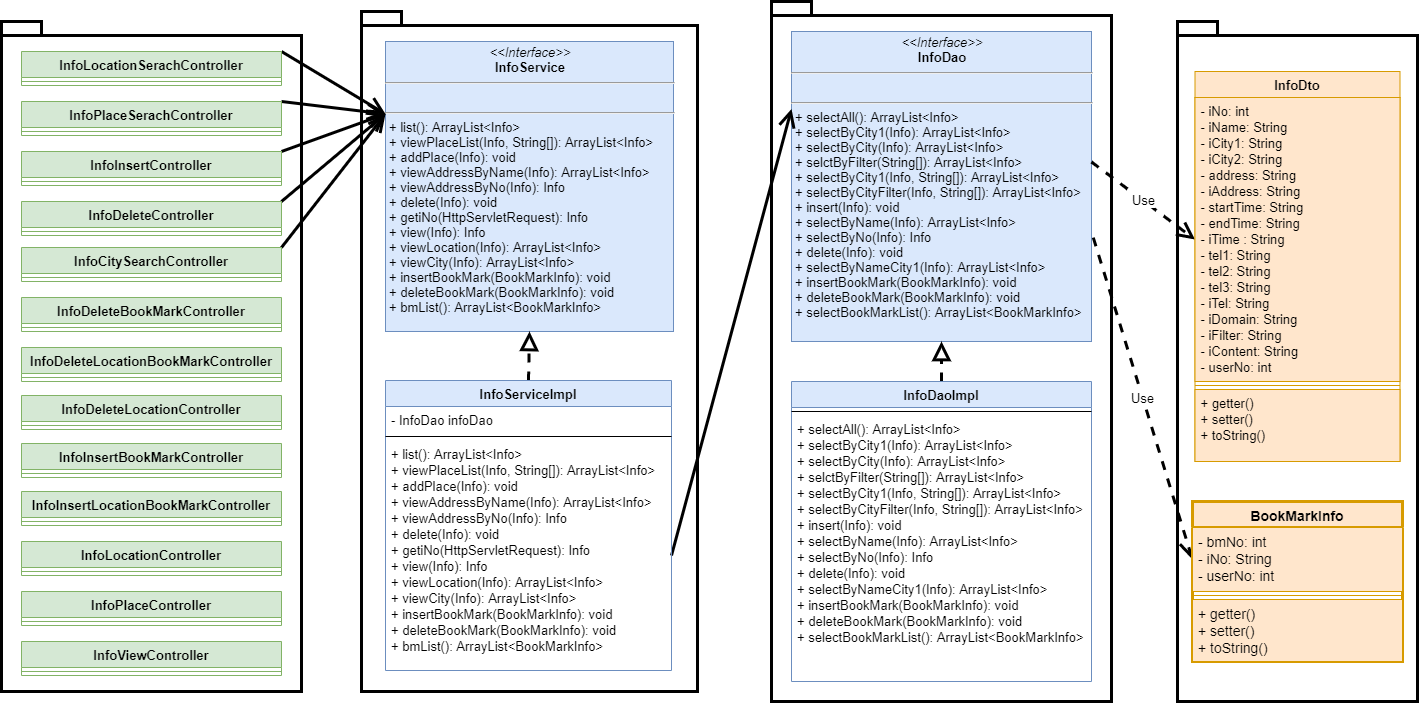 InfoLocationSerachController
InfoPlaceSerachController
InfoInsertController
InfoDeleteController
InfoCitySearchController
InfoDeleteBookMarkController
InfoDeleteLocationBookMarkController
InfoDeleteLocationController
InfoInsertBookMarkController
InfoInsertLocationBookMarkController
InfoLocationController
InfoPlaceController
InfoViewController
<<Interface>>
InfoService
+ list(): ArrayList<Info>
+ viewPlaceList(Info, String[]): ArrayList<Info>
+ addPlace(Info): void
+ viewAddressByName(Info): ArrayList<Info>
+ viewAddressByNo(Info): Info
+ delete(Info): void
+ getiNo(HttpServletRequest): Info
+ view(Info): Info
+ viewLocation(Info): ArrayList<Info>
+ viewCity(Info): ArrayList<Info>
+ insertBookMark(BookMarkInfo): void
+ deleteBookMark(BookMarkInfo): void
+ bmList(): ArrayList<BookMarkInfo>
InfoServiceImpl
- InfoDao infoDao
+ list(): ArrayList<Info>
+ viewPlaceList(Info, String[]): ArrayList<Info>
+ addPlace(Info): void
+ viewAddressByName(Info): ArrayList<Info>
+ viewAddressByNo(Info): Info
+ delete(Info): void
+ getiNo(HttpServletRequest): Info
+ view(Info): Info
+ viewLocation(Info): ArrayList<Info>
+ viewCity(Info): ArrayList<Info>
+ insertBookMark(BookMarkInfo): void
+ deleteBookMark(BookMarkInfo): void
+ bmList(): ArrayList<BookMarkInfo>
<<Interface>>
InfoDao
+ selectAll(): ArrayList<Info>
+ selectByCity1(Info): ArrayList<Info>
+ selectByCity(Info): ArrayList<Info>
+ selctByFilter(String[]): ArrayList<Info>
+ selectByCity1(Info, String[]): ArrayList<Info>
+ selectByCityFilter(Info, String[]): ArrayList<Info>
+ insert(Info): void
+ selectByName(Info): ArrayList<Info>
+ selectByNo(Info): Info
+ delete(Info): void
+ selectByNameCity1(Info): ArrayList<Info>
+ insertBookMark(BookMarkInfo): void
+ deleteBookMark(BookMarkInfo): void
+ selectBookMarkList(): ArrayList<BookMarkInfo>
InfoDaoImpl
+ selectAll(): ArrayList<Info>
+ selectByCity1(Info): ArrayList<Info>
+ selectByCity(Info): ArrayList<Info>
+ selctByFilter(String[]): ArrayList<Info>
+ selectByCity1(Info, String[]): ArrayList<Info>
+ selectByCityFilter(Info, String[]): ArrayList<Info>
+ insert(Info): void
+ selectByName(Info): ArrayList<Info>
+ selectByNo(Info): Info
+ delete(Info): void
+ selectByNameCity1(Info): ArrayList<Info>
+ insertBookMark(BookMarkInfo): void
+ deleteBookMark(BookMarkInfo): void
+ selectBookMarkList(): ArrayList<BookMarkInfo>
Use
Use
InfoDto
- iNo: int
- iName: String
- iCity1: String
- iCity2: String
- address: String
- iAddress: String
- startTime: String
- endTime: String
- iTime : String
- tel1: String
- tel2: String
- tel3: String
- iTel: String
- iDomain: String
- iFilter: String
- iContent: String
- userNo: int
+ getter()
+ setter()
+ toString()
BookMarkInfo
- bmNo: int
- iNo: String
- userNo: int
+ getter()
+ setter()
+ toString()